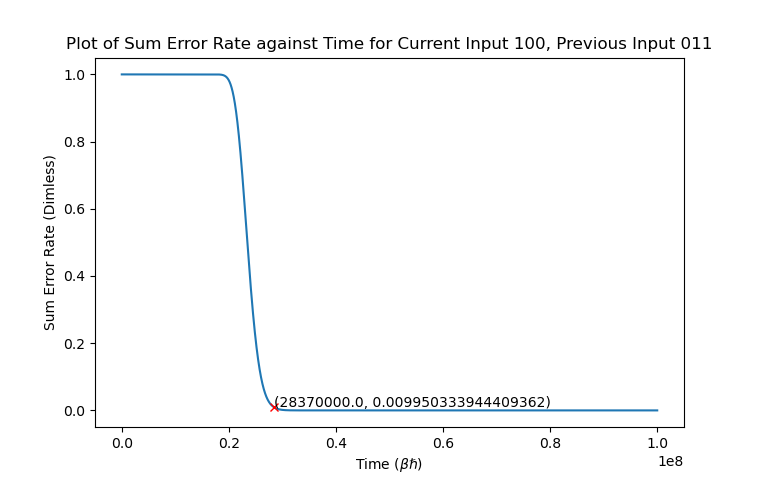 Plot of Sum Error Rate against Time for Current Input 100, Previous Input 011
1.0
0.8
0.6
0.4
0.2
0.0
Sum Error Rate (Dimless)
(28370000.0, 0.009950333944409362)
0.0 0.2 0.4 0.6 0.8 1.0
1e8
Time (βℏ)